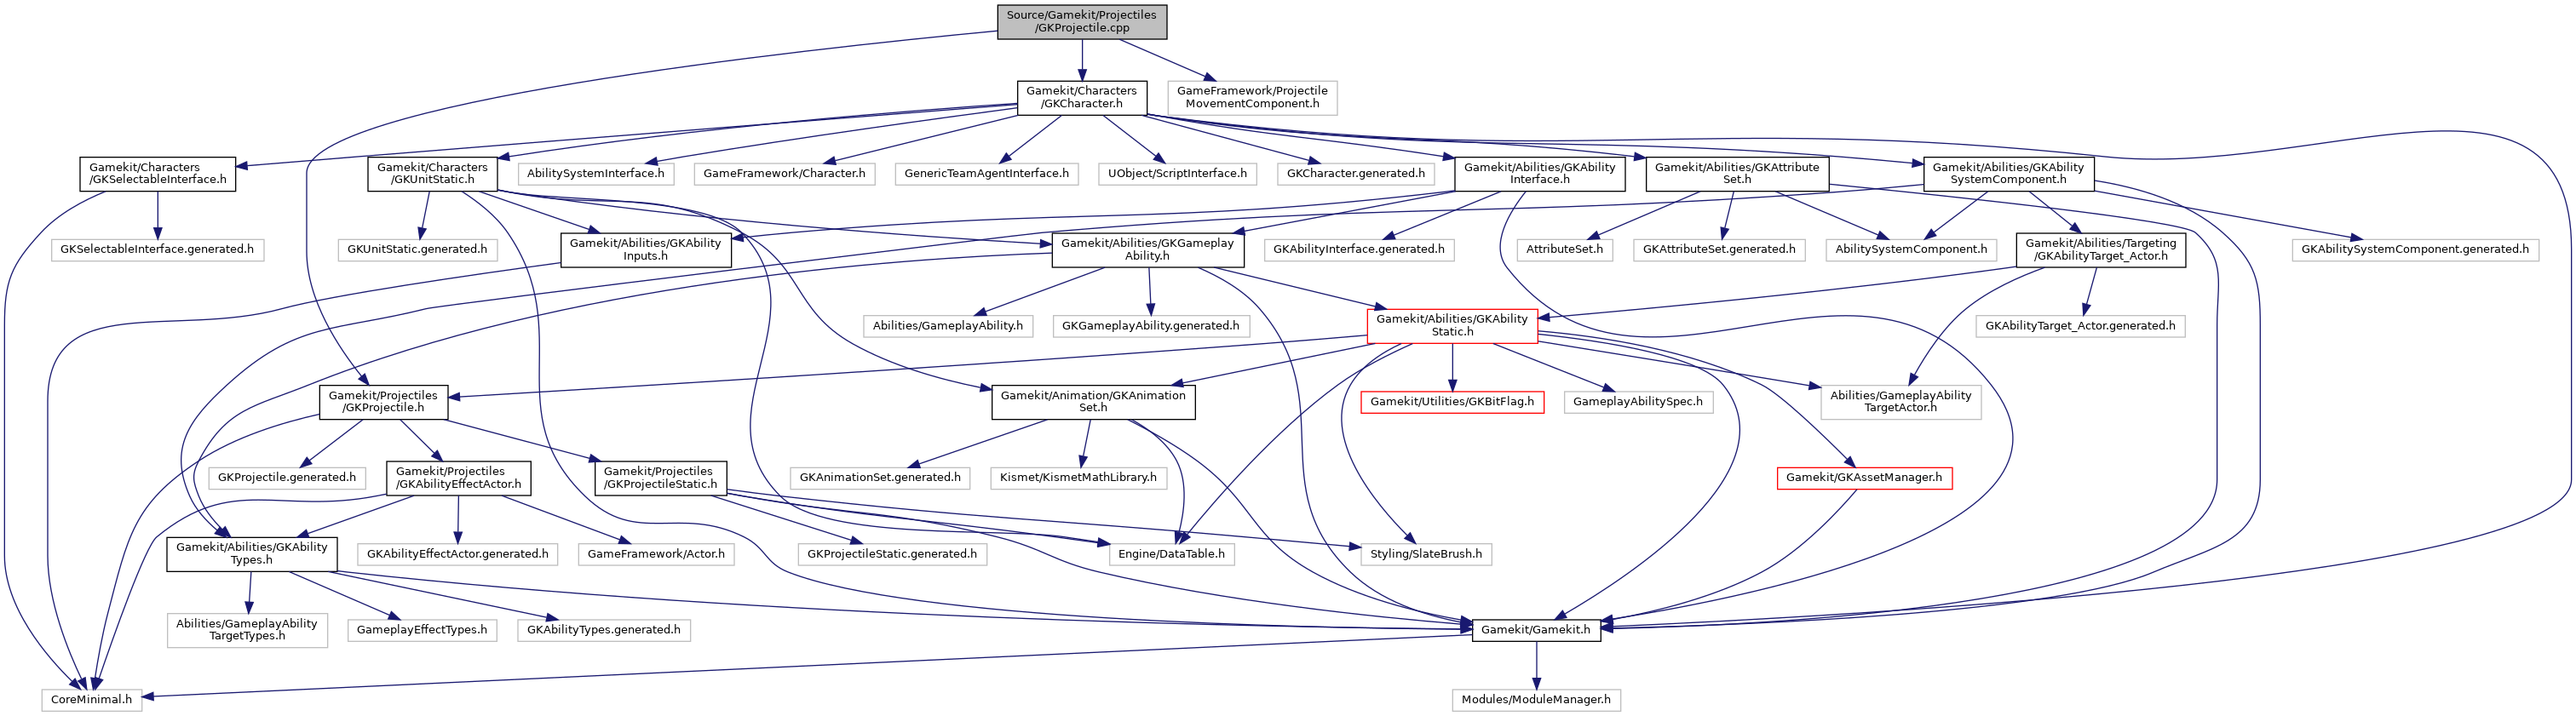 Source/Gamekit/Projectiles
/GKProjectile.cpp
Gamekit/Characters
/GKCharacter.h
GameFramework/Projectile
MovementComponent.h
Gamekit/Characters
/GKSelectableInterface.h
Gamekit/Characters
/GKUnitStatic.h
AbilitySystemInterface.h
GameFramework/Character.h
GenericTeamAgentInterface.h
UObject/ScriptInterface.h
GKCharacter.generated.h
Gamekit/Abilities/GKAbility
Interface.h
Gamekit/Abilities/GKAttribute
Set.h
Gamekit/Abilities/GKAbility
SystemComponent.h
GKSelectableInterface.generated.h
GKUnitStatic.generated.h
Gamekit/Abilities/GKAbility
Inputs.h
Gamekit/Abilities/GKGameplay
Ability.h
GKAbilityInterface.generated.h
AttributeSet.h
GKAttributeSet.generated.h
AbilitySystemComponent.h
Gamekit/Abilities/Targeting
/GKAbilityTarget_Actor.h
GKAbilitySystemComponent.generated.h
Abilities/GameplayAbility.h
GKGameplayAbility.generated.h
Gamekit/Abilities/GKAbility
Static.h
GKAbilityTarget_Actor.generated.h
Gamekit/Projectiles
/GKProjectile.h
Gamekit/Animation/GKAnimation
Set.h
Gamekit/Utilities/GKBitFlag.h
GameplayAbilitySpec.h
Abilities/GameplayAbility
TargetActor.h
GKProjectile.generated.h
Gamekit/Projectiles
/GKAbilityEffectActor.h
Gamekit/Projectiles
/GKProjectileStatic.h
GKAnimationSet.generated.h
Kismet/KismetMathLibrary.h
Gamekit/GKAssetManager.h
Gamekit/Abilities/GKAbility
Types.h
GKAbilityEffectActor.generated.h
GameFramework/Actor.h
GKProjectileStatic.generated.h
Engine/DataTable.h
Styling/SlateBrush.h
Abilities/GameplayAbility
TargetTypes.h
GameplayEffectTypes.h
GKAbilityTypes.generated.h
Gamekit/Gamekit.h
CoreMinimal.h
Modules/ModuleManager.h